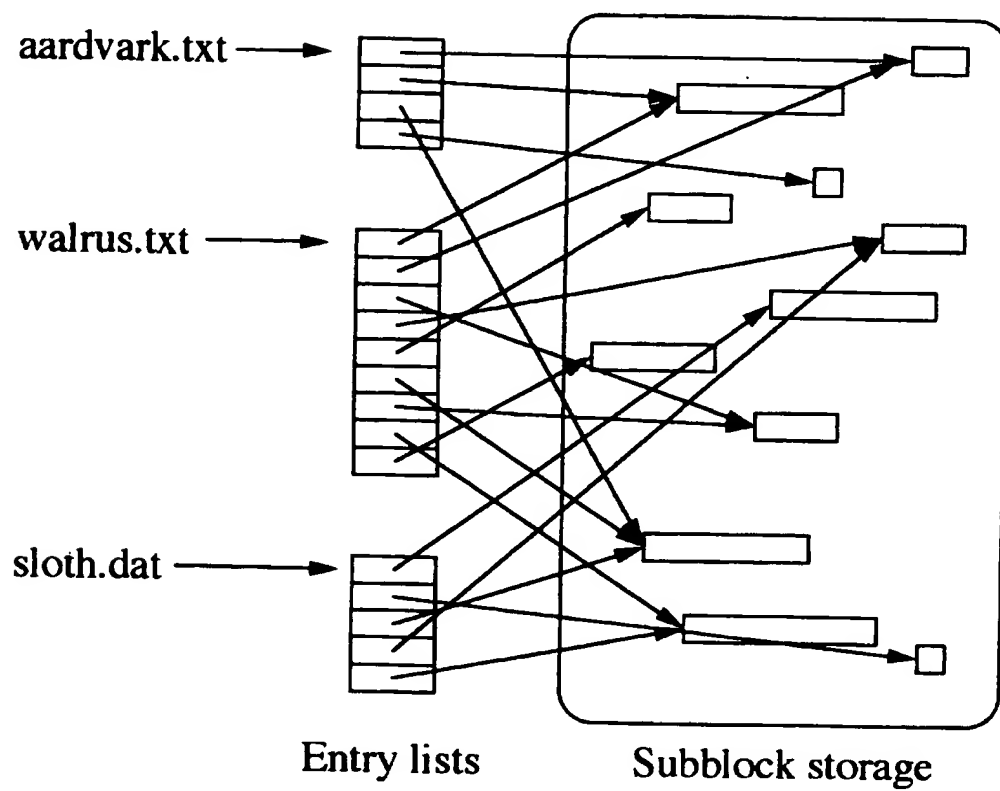 aardvark.txt
walrus.txt
sloth.dat
Entry lists
Subblock storage